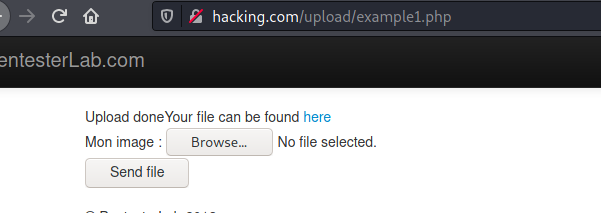 hacking.com/upload/example1.php
entesterLab.com
Upload doneYour file can be found here
Mon image : Browse... No file selected.
Send file